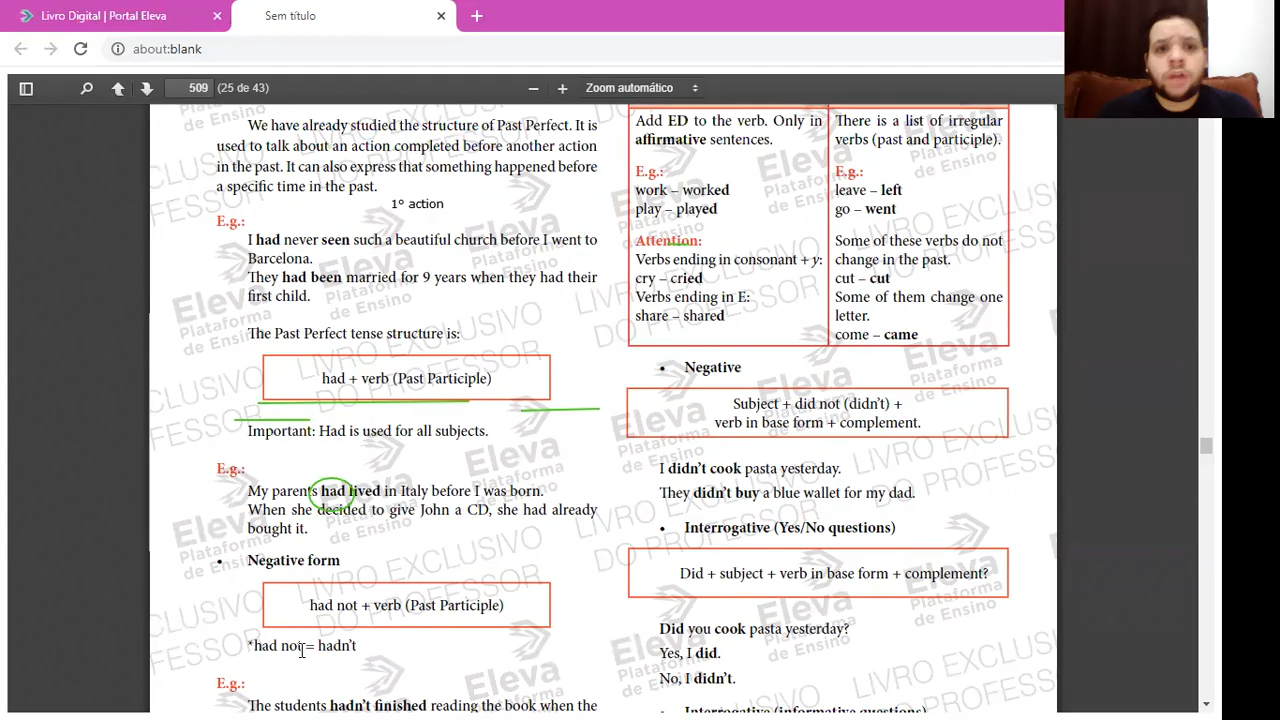 Livro Digital | Portal Eleva
Sem título
about:blank
509
(25 de 43)
Zoom automático
We have already studied the structure of Past Perfect. It is
used to talk about an action completed before another action
in the past. It can also express that something happened before
a specific time in the past.
1º action
E.g.:
I had never seen such a beautiful church before I went to
Barcelona.
They had been married for 9 years when they had their
first child.
The Past Perfect tense structure is:
had + verb (Past Participle)
Important: Had is used for all subjects.
E.g.:
My parents had lived in Italy before I was born.
When she decided to give John a CD, she had already
bought it.
• Negative form
had not + verb (Past Participle)
*had not = hadn't
E.g.:
The students hadn't finished reading the book when the
Add ED to the verb. Only in
affirmative sentences.
E.g.:
work – worked
play – played
Attention:
Verbs ending in consonant + y:
cry – cried
Verbs ending in E:
share – shared
There is a list of irregular
verbs (past and participle).
E.g.:
leave – left
go – went
Some of these verbs do not
change in the past.
cut – cut
Some of them change one
letter.
come – came
• Negative
Subject + did not (didn't) +
verb in base form + complement.
I didn't cook pasta yesterday.
They didn't buy a blue wallet for my dad.
• Interrogative (Yes/No questions)
Did + subject + verb in base form + complement?
Did you cook pasta yesterday?
Yes, I did.
No, I didn't.
• Interrogative (informative questions)
Eleva
Plataforma
de Ensino
LIVRO EXCLUSIVO
DO PROFESSOR